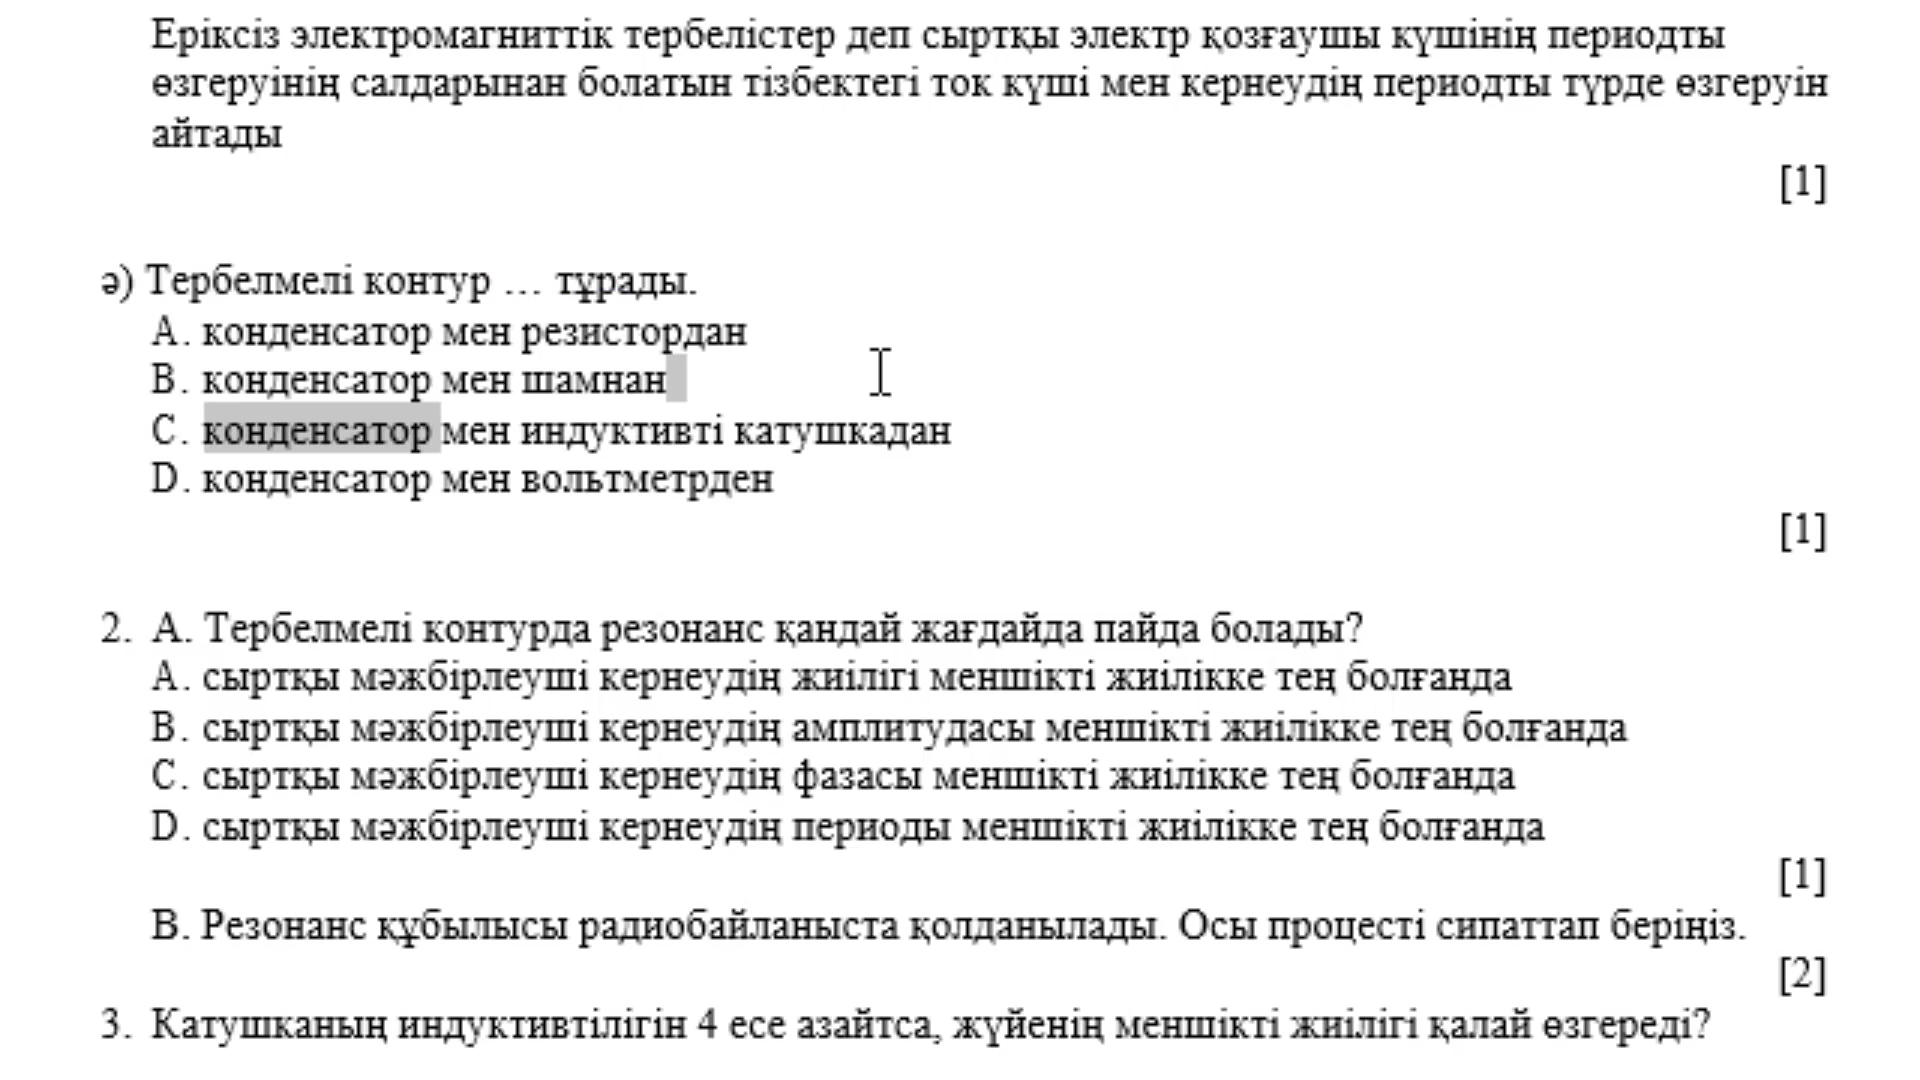 Еріксіз электромагниттік тербелістер деп сыртқы электр қозғаушы күшінің периодты
өзгеруінің салдарынан болатын тізбектегі ток күші мен кернеудің периодты түрде өзгеруін
айтады
[1]
ә) Тербелмелі контур … тұрады.
A. конденсатор мен резистордан
B. конденсатор мен шамнан
C. конденсатор мен индуктивті катушкадан
D. конденсатор мен вольтметрден
[1]
2. A. Тербелмелі контурда резонанс қандай жағдайда пайда болады?
A. сыртқы мәжбірлеуші кернеудің жиілігі меншікті жиілікке тең болғанда
B. сыртқы мәжбірлеуші кернеудің амплитудасы меншікті жиілікке тең болғанда
C. сыртқы мәжбірлеуші кернеудің фазасы меншікті жиілікке тең болғанда
D. сыртқы мәжбірлеуші кернеудің периоды меншікті жиілікке тең болғанда
[1]
B. Резонанс құбылысы радиобайланыста қолданылады. Осы процесті сипаттап беріңіз.
[2]
3. Катушканың индуктивтілігін 4 есе азайтса, жүйенің меншікті жиілігі қалай өзгереді?